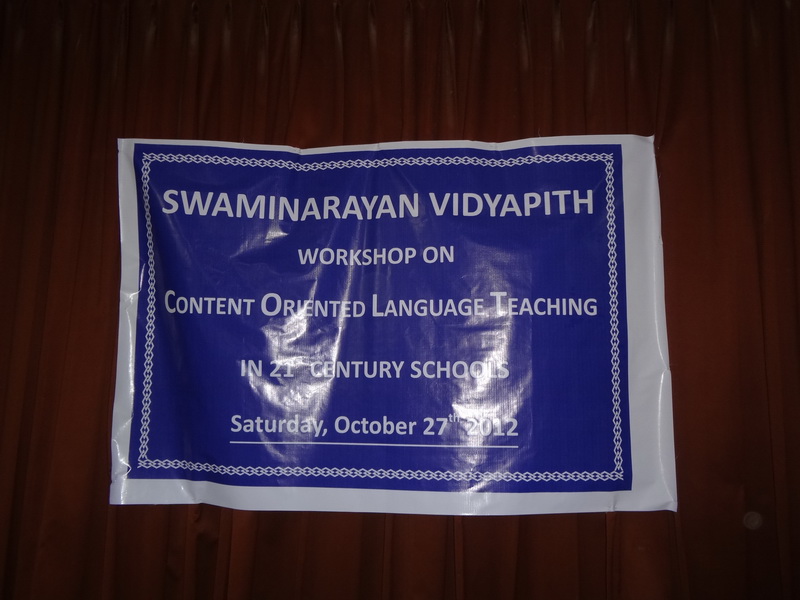 SWAMINARAYAN VIDYAPITH
WORKSHOP ON
CONTENT ORIENTED LANGUAGE TEACHING
IN 21st CENTURY SCHOOLS
Saturday, October 27th 2012